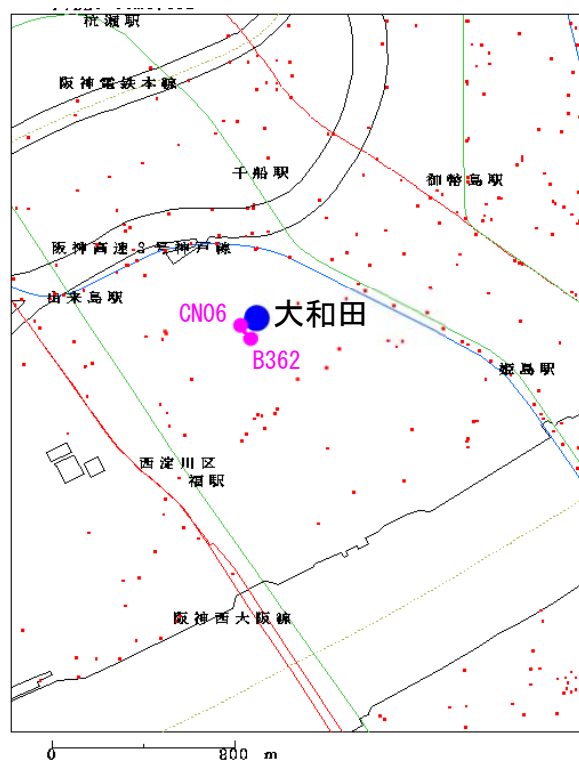 杭瀬駅
阪神電鉄本線
千船駅
御幣島駅
阪神高速3号神戸線
出来島駅
CN06
大和田
B362
姫島駅
西淀川区
福駅
阪神西大阪線
0 800 m